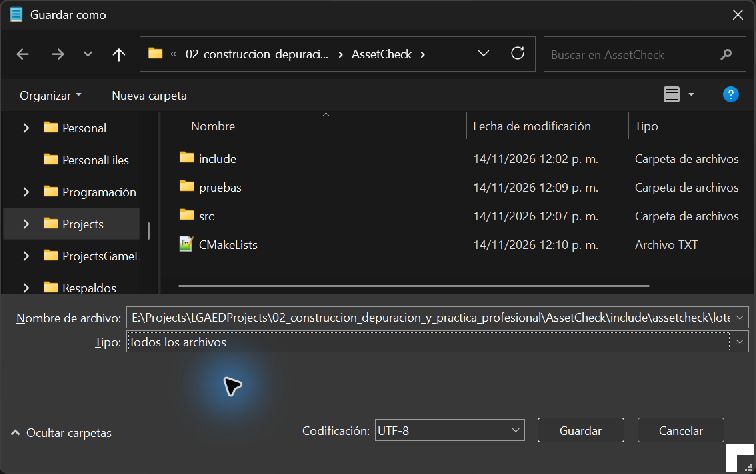 Guardar como
« 02_construccion_depuraci... › AssetCheck ›
Buscar en AssetCheck
Organizar
Nueva carpeta
?
Personal
PersonalFiles
Programación
Projects
ProjectsGameI
Respaldos
Nombre Fecha de modificación Tipo
include 14/11/2026 12:02 p. m. Carpeta de archivos
pruebas 14/11/2026 12:09 p. m. Carpeta de archivos
src 14/11/2026 12:07 p. m. Carpeta de archivos
CMakeLists 14/11/2026 12:10 p. m. Archivo TXT
Nombre de archivo: E:\Projects\LGAEDProjects\02_construccion_depuracion_y_practica_profesional\AssetCheck\include\assetcheck\lote
Tipo: Todos los archivos
Ocultar carpetas
Codificación: UTF-8
Guardar
Cancelar